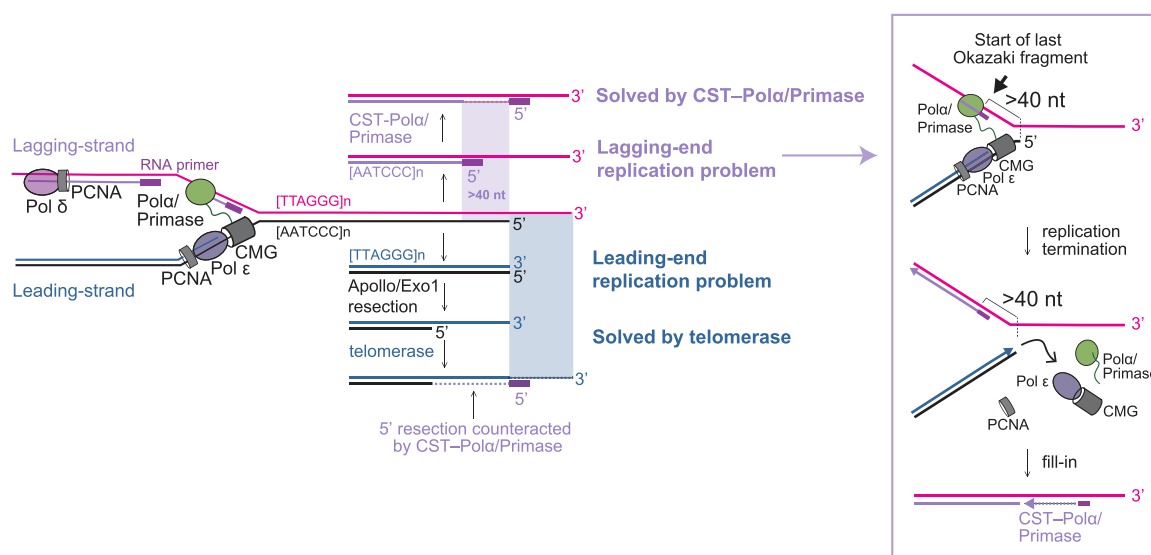 Lagging-strand
RNA primer
PCNA
Pol δ
Polα/
Primase
[TTAGGG]n
[AATCCC]n
CMG
Pol ε
PCNA
Leading-strand
3’
5’
Solved by CST–Polα/Primase
CST-Polα/
Primase
3’
[AATCCC]n
5’
>40 nt
Lagging-end
replication problem
3’
5’
[TTAGGG]n
3’
5’
Leading-end
replication problem
Apollo/Exo1
resection
3’
5’
Solved by telomerase
telomerase
3’
5’
5’ resection counteracted
by CST–Polα/Primase
Start of last
Okazaki fragment
>40 nt
Polα/
Primase
3’
5’
CMG
Pol ε
PCNA
replication
termination
>40 nt
3’
Polα/
Primase
Pol ε
CMG
PCNA
fill-in
3’
CST–Polα/
Primase